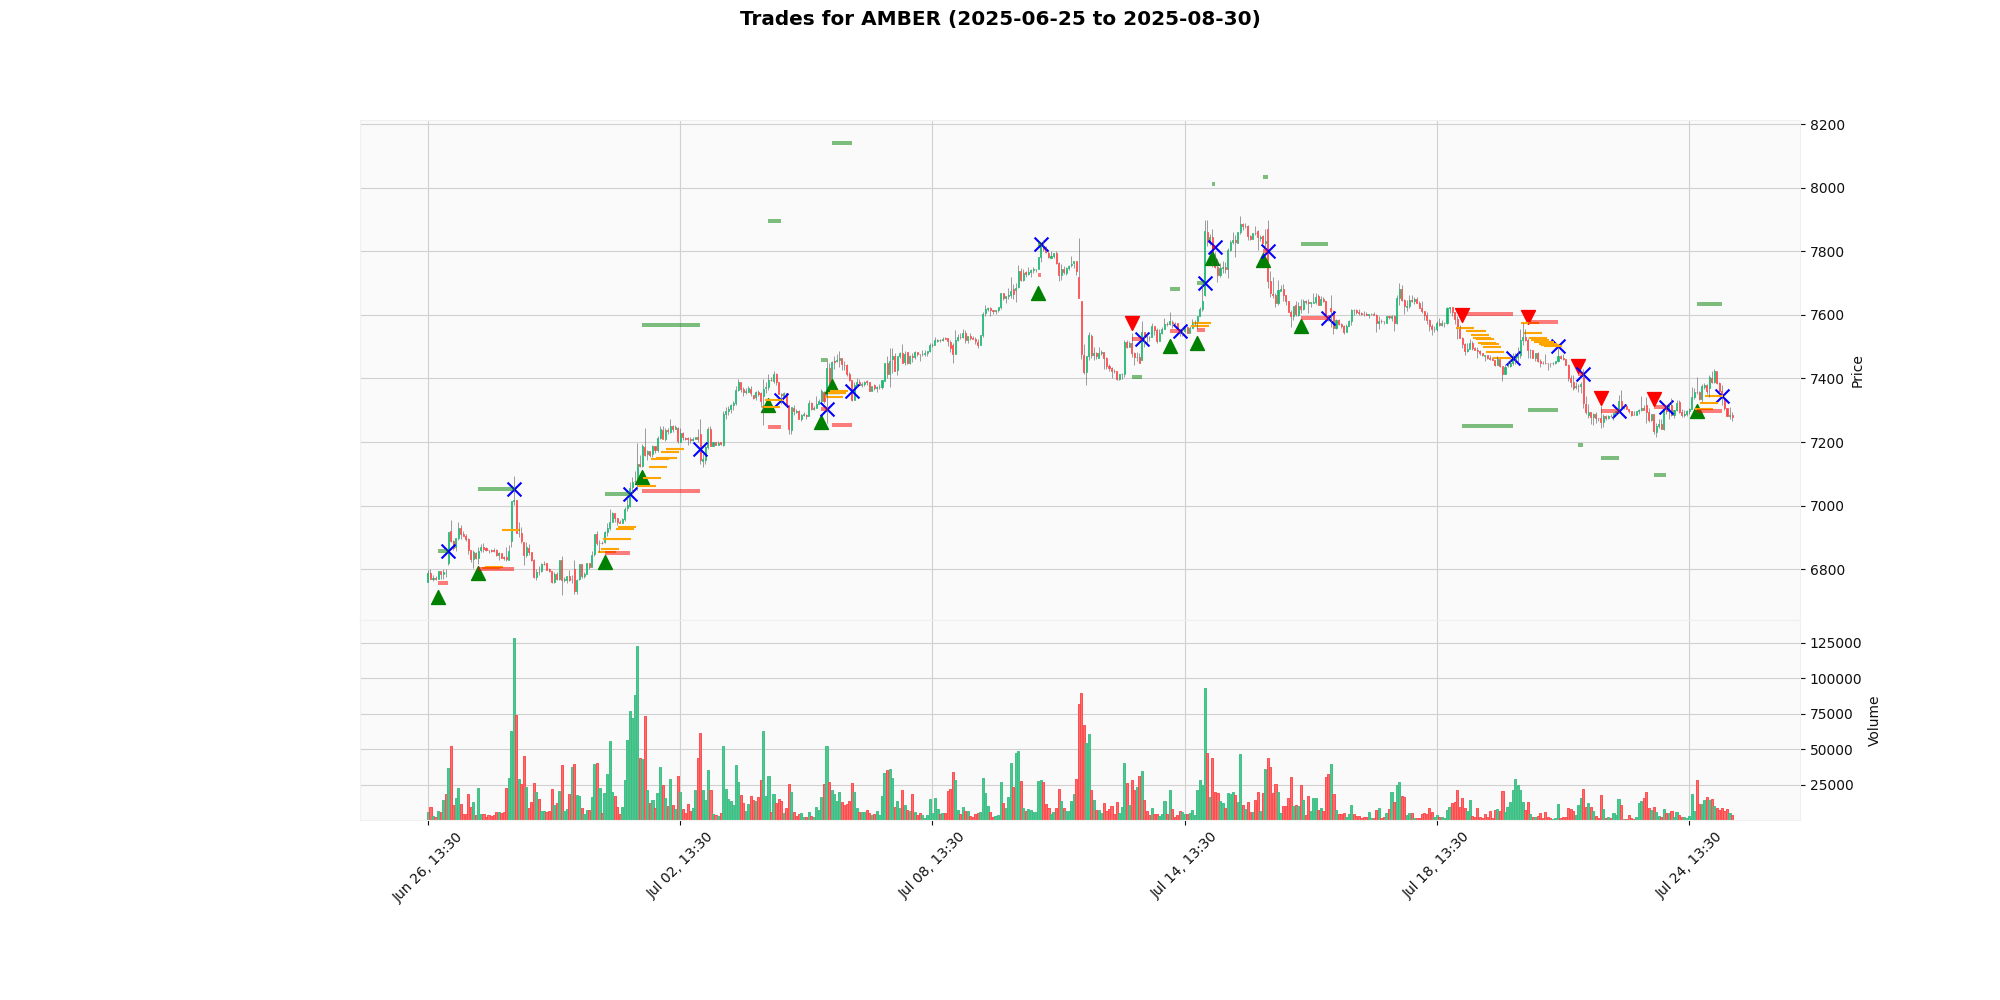 Trades for AMBER (2025-06-25 to 2025-08-30)
8200
8000
7800
7600
7400
7200
7000
6800
Price
125000
100000
75000
50000
25000
Volume
Jun 26, 13:30
Jul 02, 13:30
Jul 08, 13:30
Jul 14, 13:30
Jul 18, 13:30
Jul 24, 13:30